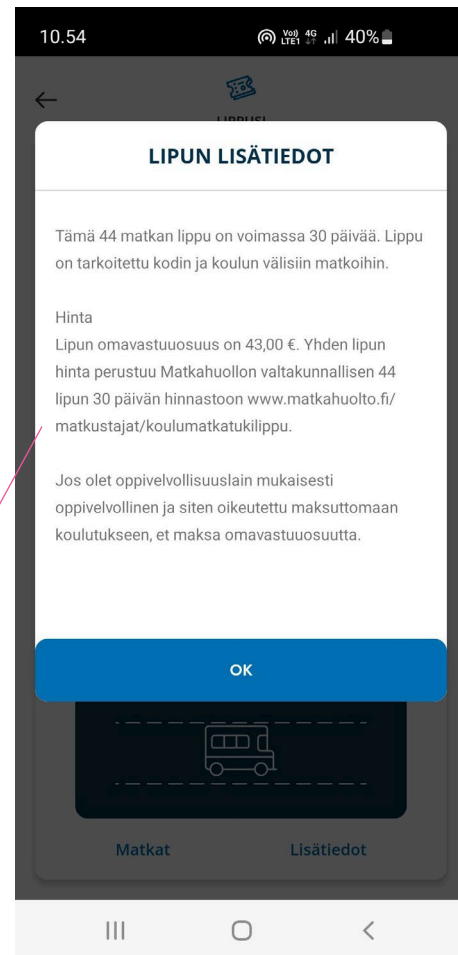 10.54 Vo)) LTE1 4G 40%
LIPPUSI
LIPUN LISÄTIEDOT
Tämä 44 matkan lippu on voimassa 30 päivää. Lippu
on tarkoitettu kodin ja koulun välisiin matkoihin.
Hinta
Lipun omavastuuosuus on 43,00 €. Yhden lipun
hinta perustuu Matkahuollon valtakunnallisen 44
lipun 30 päivän hinnastoon www.matkahuolto.fi/
matkustajat/koulumatkatukilippu.
Jos olet oppivelvollisuuslain mukaisesti
oppivelvollinen ja siten oikeutettu maksuttomaan
koulutukseen, et maksa omavastuuosuutta.
OK
Matkat Lisätiedot